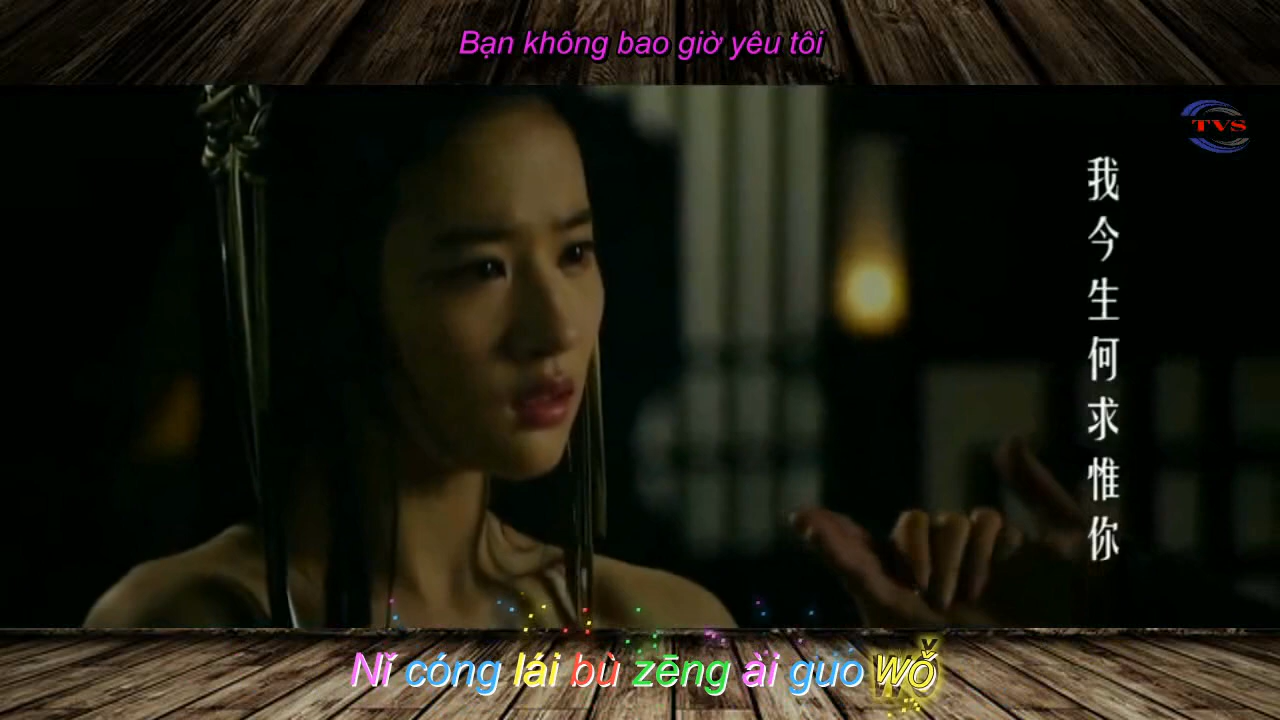 Bạn không bao giờ yêu tôi
TVS
我今生何求惟你
Nǐ cóng lái bù zēng ài guo wǒ